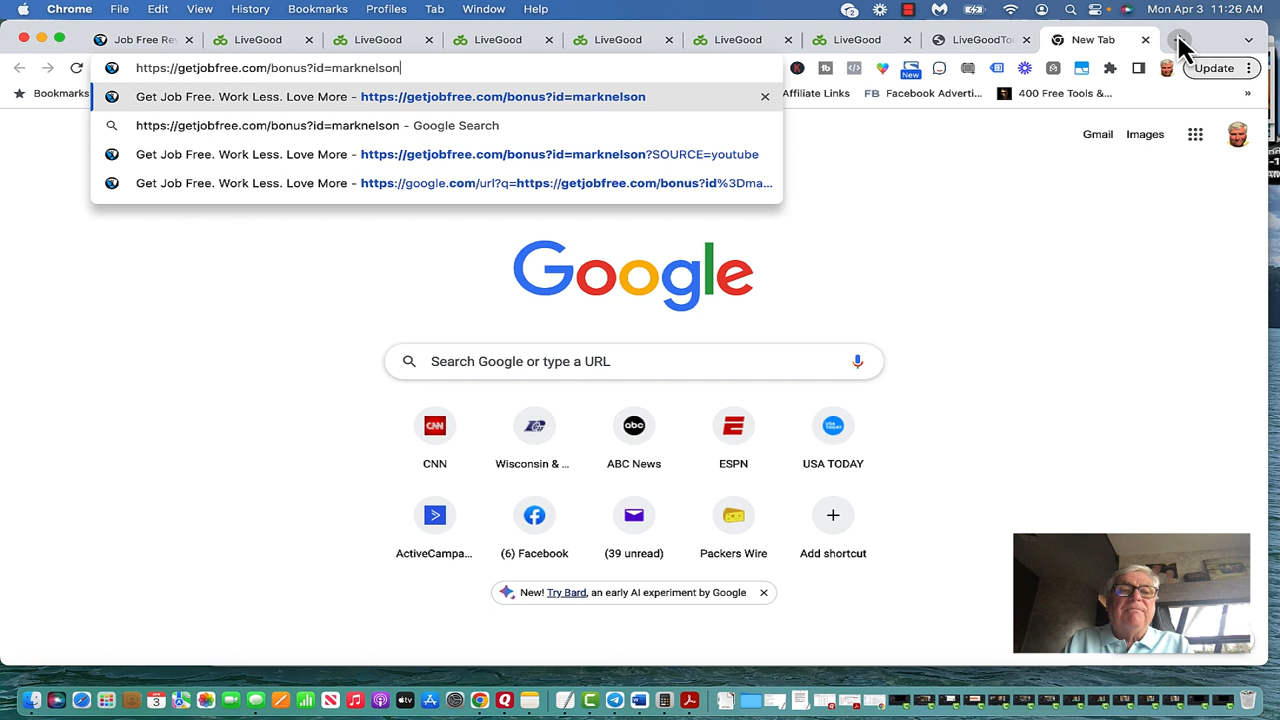 Chrome File Edit View History Bookmarks Profiles Tab Window Help Mon Apr 3 11:26 AM
Job Free Re LiveGood LiveGood LiveGood LiveGood LiveGood LiveGood LiveGoodTou New Tab
https://getjobfree.com/bonus?id=marknelson New Update
Bookmarks Affiliate Links FB Facebook Adverti... 400 Free Tools &... »
Get Job Free. Work Less. Love More - https://getjobfree.com/bonus?id=marknelson
https://getjobfree.com/bonus?id=marknelson - Google Search
Get Job Free. Work Less. Love More - https://getjobfree.com/bonus?id=marknelson?SOURCE=youtube
Get Job Free. Work Less. Love More - https://google.com/url?q=https://getjobfree.com/bonus?id%3Dma...
Gmail Images
Google
Search Google or type a URL
CNN abc
CNN Wisconsin & ... ABC News ESPN USA TODAY
ActiveCampa... (6) Facebook (39 unread) Packers Wire Add shortcut
New! Try Bard, an early AI experiment by Google